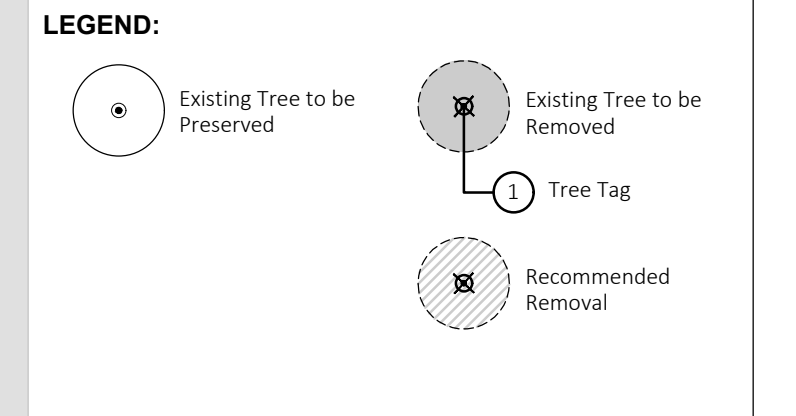 LEGEND:
Existing Tree to be
Preserved
Existing Tree to be
Removed
1
Tree Tag
Recommended
Removal